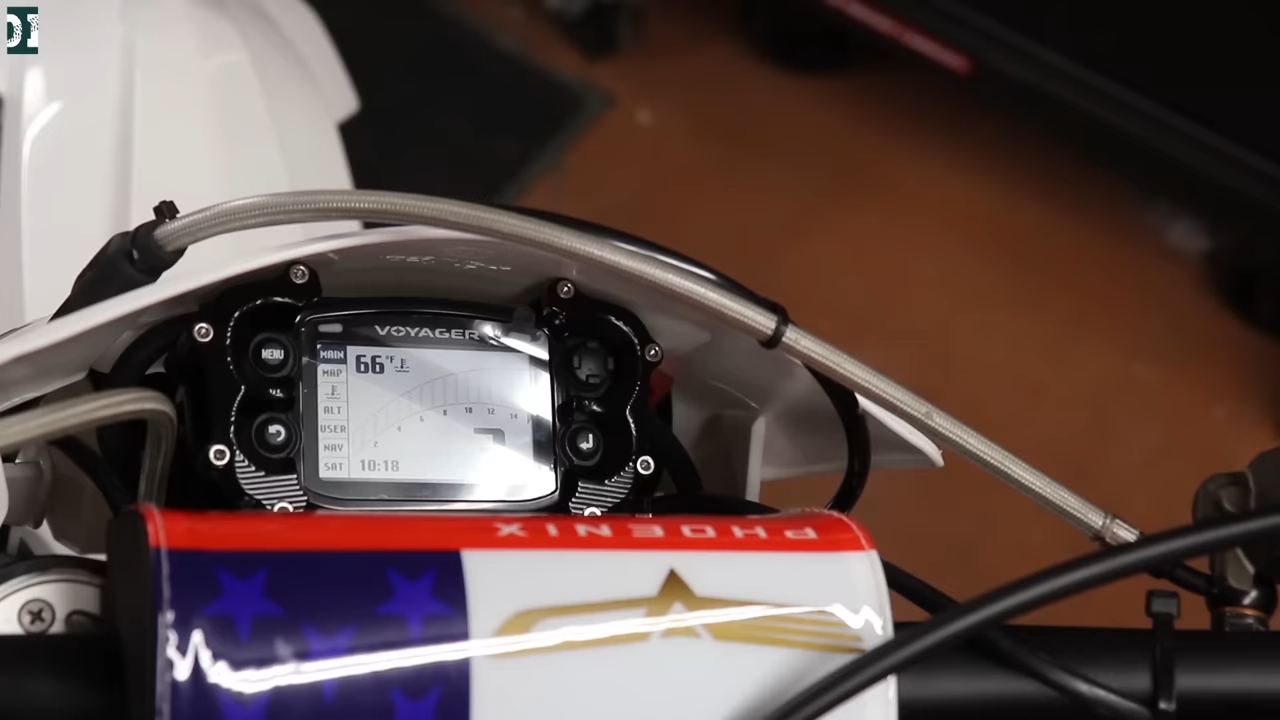 VOYAGER
MENU
MAIN
66°F
MAP
ALT
USER
NAV
SAT
2 4 6 8 10 12 14
10:18
PHOENIX